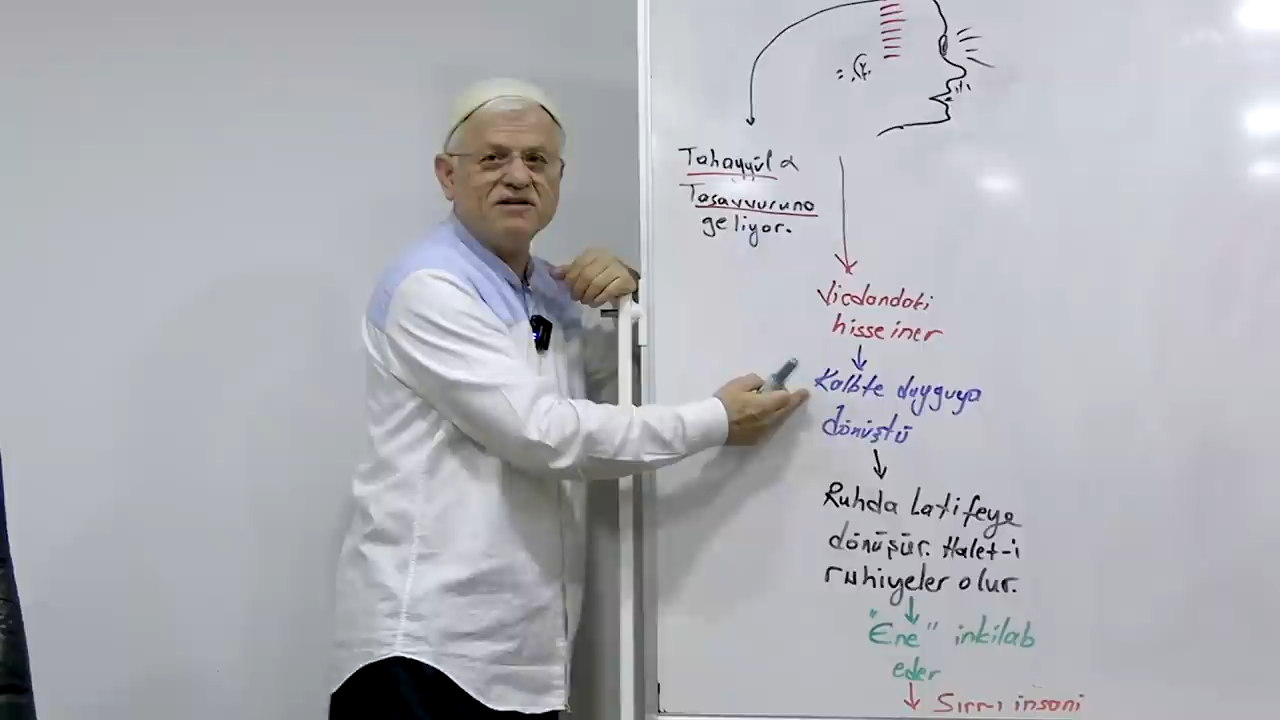 Tahayyül a
Tasavvuruna
geliyor.
Vicdandaki
hisse iner
Kalbte duyguya
dönüştü
Ruhda Latifeye
dönüşür. Halet-i
ruhiyeler olur.
"Ene" inkilab
eder
Sırr-ı insani